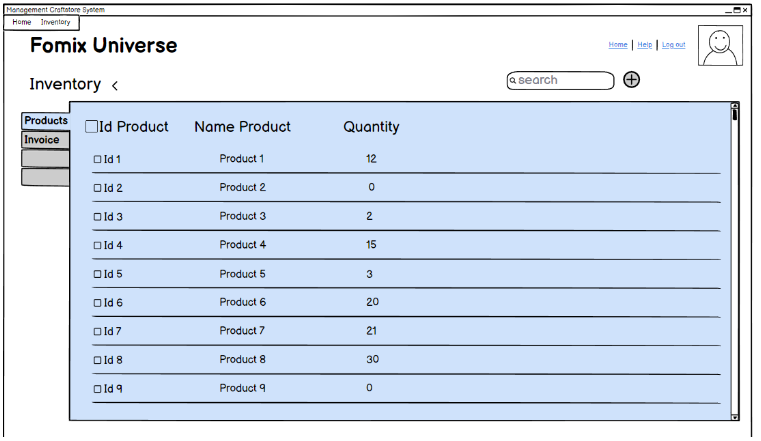 Management Craftstore System
Home Inventory
Fomix Universe
Home | Help | Log out
Inventory <
search
Products
Invoice
Id Product Name Product Quantity
Id 1 Product 1 12
Id 2 Product 2 0
Id 3 Product 3 2
Id 4 Product 4 15
Id 5 Product 5 3
Id 6 Product 6 20
Id 7 Product 7 21
Id 8 Product 8 30
Id 9 Product 9 0